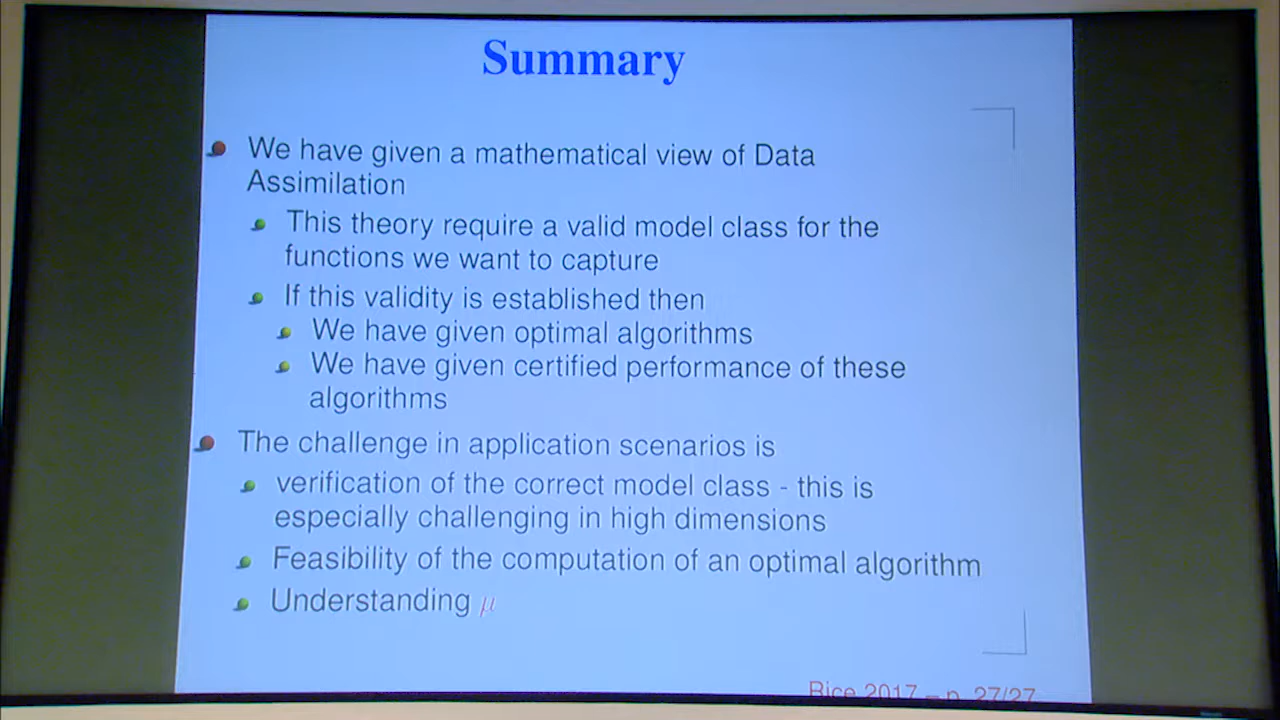 Summary
We have given a mathematical view of Data
Assimilation
This theory require a valid model class for the
functions we want to capture
If this validity is established then
We have given optimal algorithms
We have given certified performance of these
algorithms
The challenge in application scenarios is
verification of the correct model class - this is
especially challenging in high dimensions
Feasibility of the computation of an optimal algorithm
Understanding μ
Rice 2017 – p. 27/27